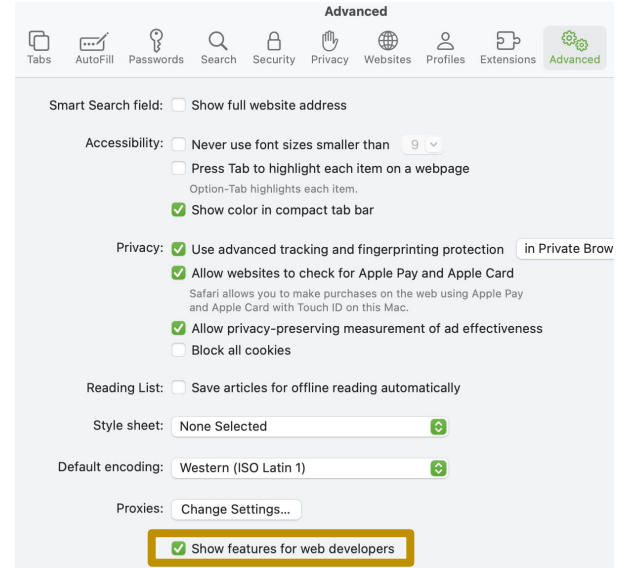 Advanced
Tabs AutoFill Passwords Search Security Privacy Websites Profiles Extensions Advanced
Smart Search field: Show full website address
Accessibility: Never use font sizes smaller than 9
Press Tab to highlight each item on a webpage
Option-Tab highlights each item.
Show color in compact tab bar
Privacy: Use advanced tracking and fingerprinting protection in Private Brow
Allow websites to check for Apple Pay and Apple Card
Safari allows you to make purchases on the web using Apple Pay
and Apple Card with Touch ID on this Mac.
Allow privacy-preserving measurement of ad effectiveness
Block all cookies
Reading List: Save articles for offline reading automatically
Style sheet: None Selected
Default encoding: Western (ISO Latin 1)
Proxies: Change Settings...
Show features for web developers